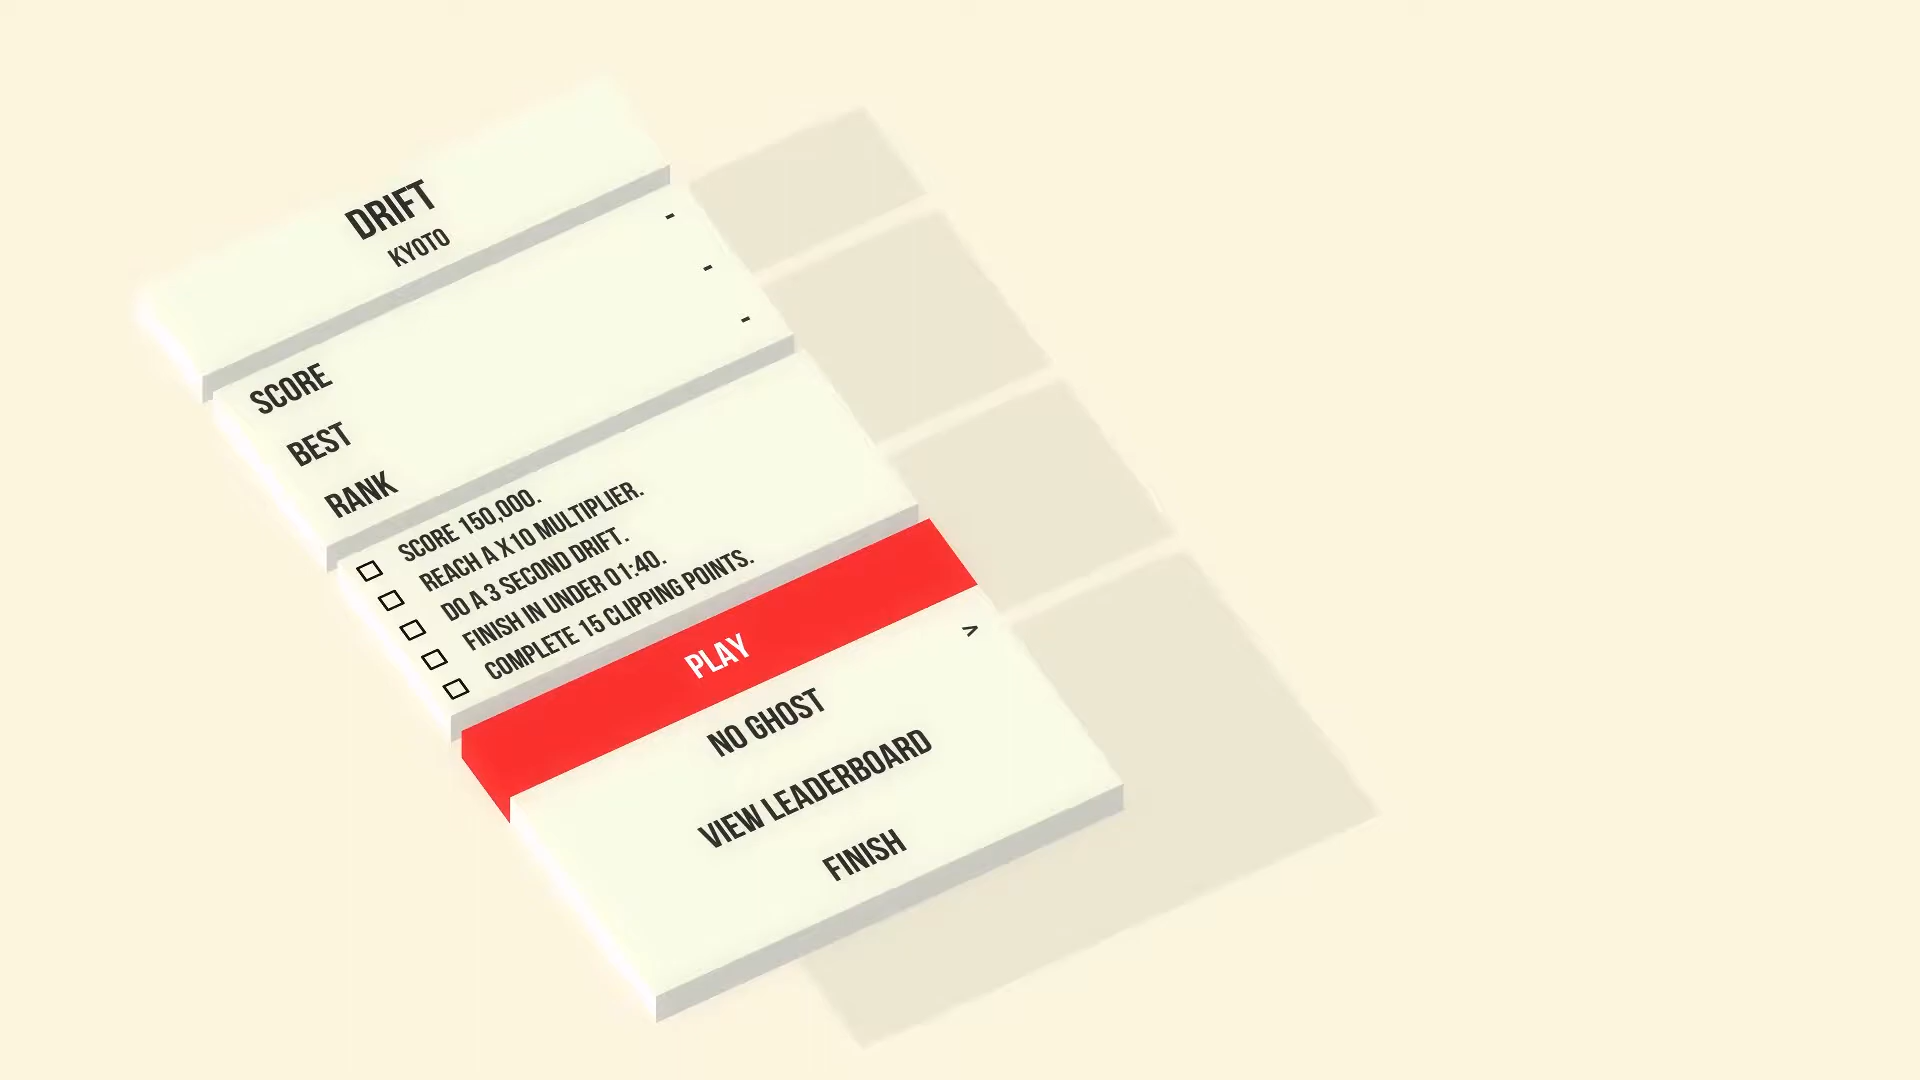 DRIFT
KYOTO
SCORE -
BEST -
RANK -
SCORE 150,000.
REACH A X10 MULTIPLIER.
DO A 3 SECOND DRIFT.
FINISH IN UNDER 01:40.
COMPLETE 15 CLIPPING POINTS.
PLAY
NO GHOST >
VIEW LEADERBOARD
FINISH